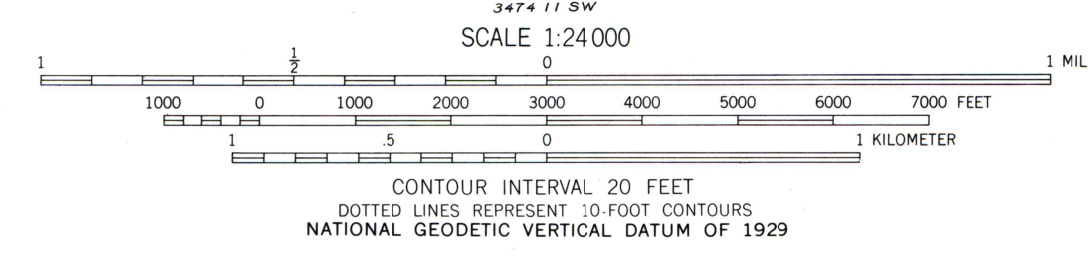 3474 II SW
SCALE 1:24 000
1 1/2 0 1 MIL
1000 0 1000 2000 3000 4000 5000 6000 7000 FEET
1 .5 0 1 KILOMETER
CONTOUR INTERVAL 20 FEET
DOTTED LINES REPRESENT 10-FOOT CONTOURS
NATIONAL GEODETIC VERTICAL DATUM OF 1929